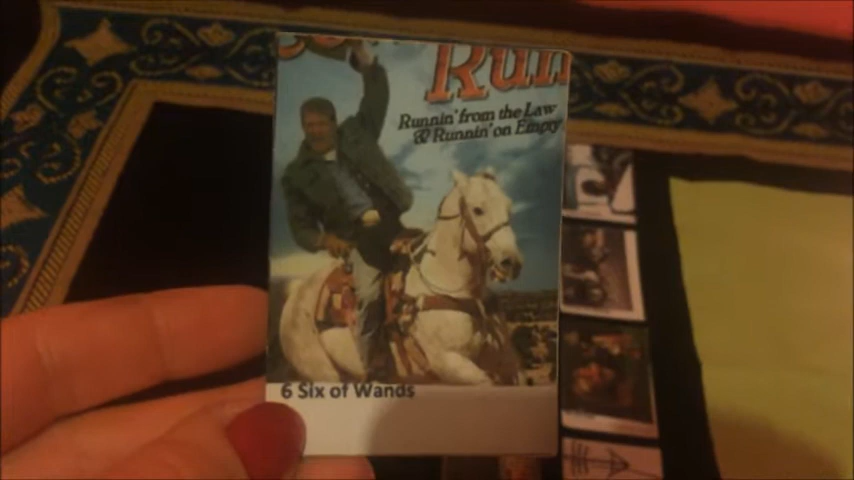 Run
Runnin' from the Law
& Runnin' on Empty
6 Six of Wands